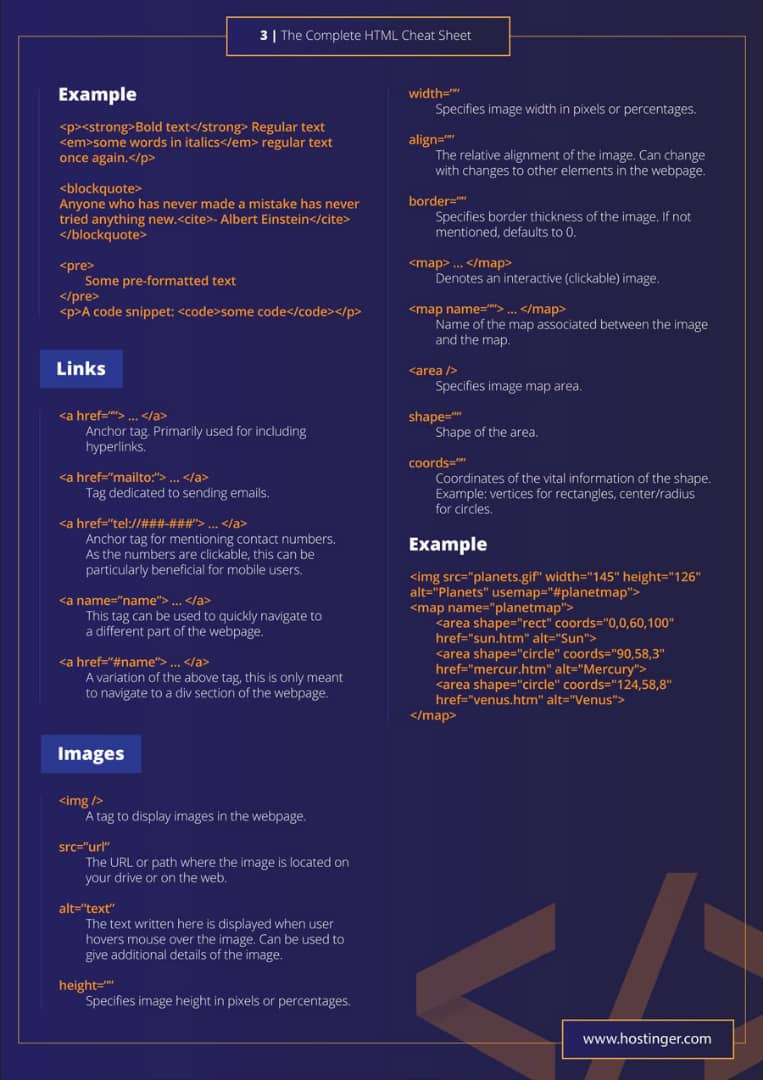 3 | The Complete HTML Cheat Sheet
Example
<p><strong>Bold text</strong> Regular text
<em>some words in italics</em> regular text
once again.</p>
<blockquote>
Anyone who has never made a mistake has never
tried anything new.<cite>- Albert Einstein</cite>
</blockquote>
<pre>
Some pre-formatted text
</pre>
<p>A code snippet: <code>some code</code></p>
Links
<a href=””> ... </a>
Anchor tag. Primarily used for including
hyperlinks.
<a href=”mailto:”> ... </a>
Tag dedicated to sending emails.
<a href=”tel://###-###”> ... </a>
Anchor tag for mentioning contact numbers.
As the numbers are clickable, this can be
particularly beneficial for mobile users.
<a name=”name”> ... </a>
This tag can be used to quickly navigate to
a different part of the webpage.
<a href=”#name”> ... </a>
A variation of the above tag, this is only meant
to navigate to a div section of the webpage.
Images
<img />
A tag to display images in the webpage.
src=”url”
The URL or path where the image is located on
your drive or on the web.
alt=”text”
The text written here is displayed when user
hovers mouse over the image. Can be used to
give additional details of the image.
height=””
Specifies image height in pixels or percentages.
width=””
Specifies image width in pixels or percentages.
align=””
The relative alignment of the image. Can change
with changes to other elements in the webpage.
border=””
Specifies border thickness of the image. If not
mentioned, defaults to 0.
<map> ... </map>
Denotes an interactive (clickable) image.
<map name=””> ... </map>
Name of the map associated between the image
and the map.
<area />
Specifies image map area.
shape=””
Shape of the area.
coords=””
Coordinates of the vital information of the shape.
Example: vertices for rectangles, center/radius
for circles.
Example
<img src="planets.gif" width="145" height="126"
alt="Planets" usemap="#planetmap">
<map name="planetmap">
<area shape="rect" coords="0,0,60,100"
href="sun.htm" alt="Sun">
<area shape="circle" coords="90,58,3"
href="mercur.htm" alt="Mercury">
<area shape="circle" coords="124,58,8"
href="venus.htm" alt="Venus">
</map>
www.hostinger.com